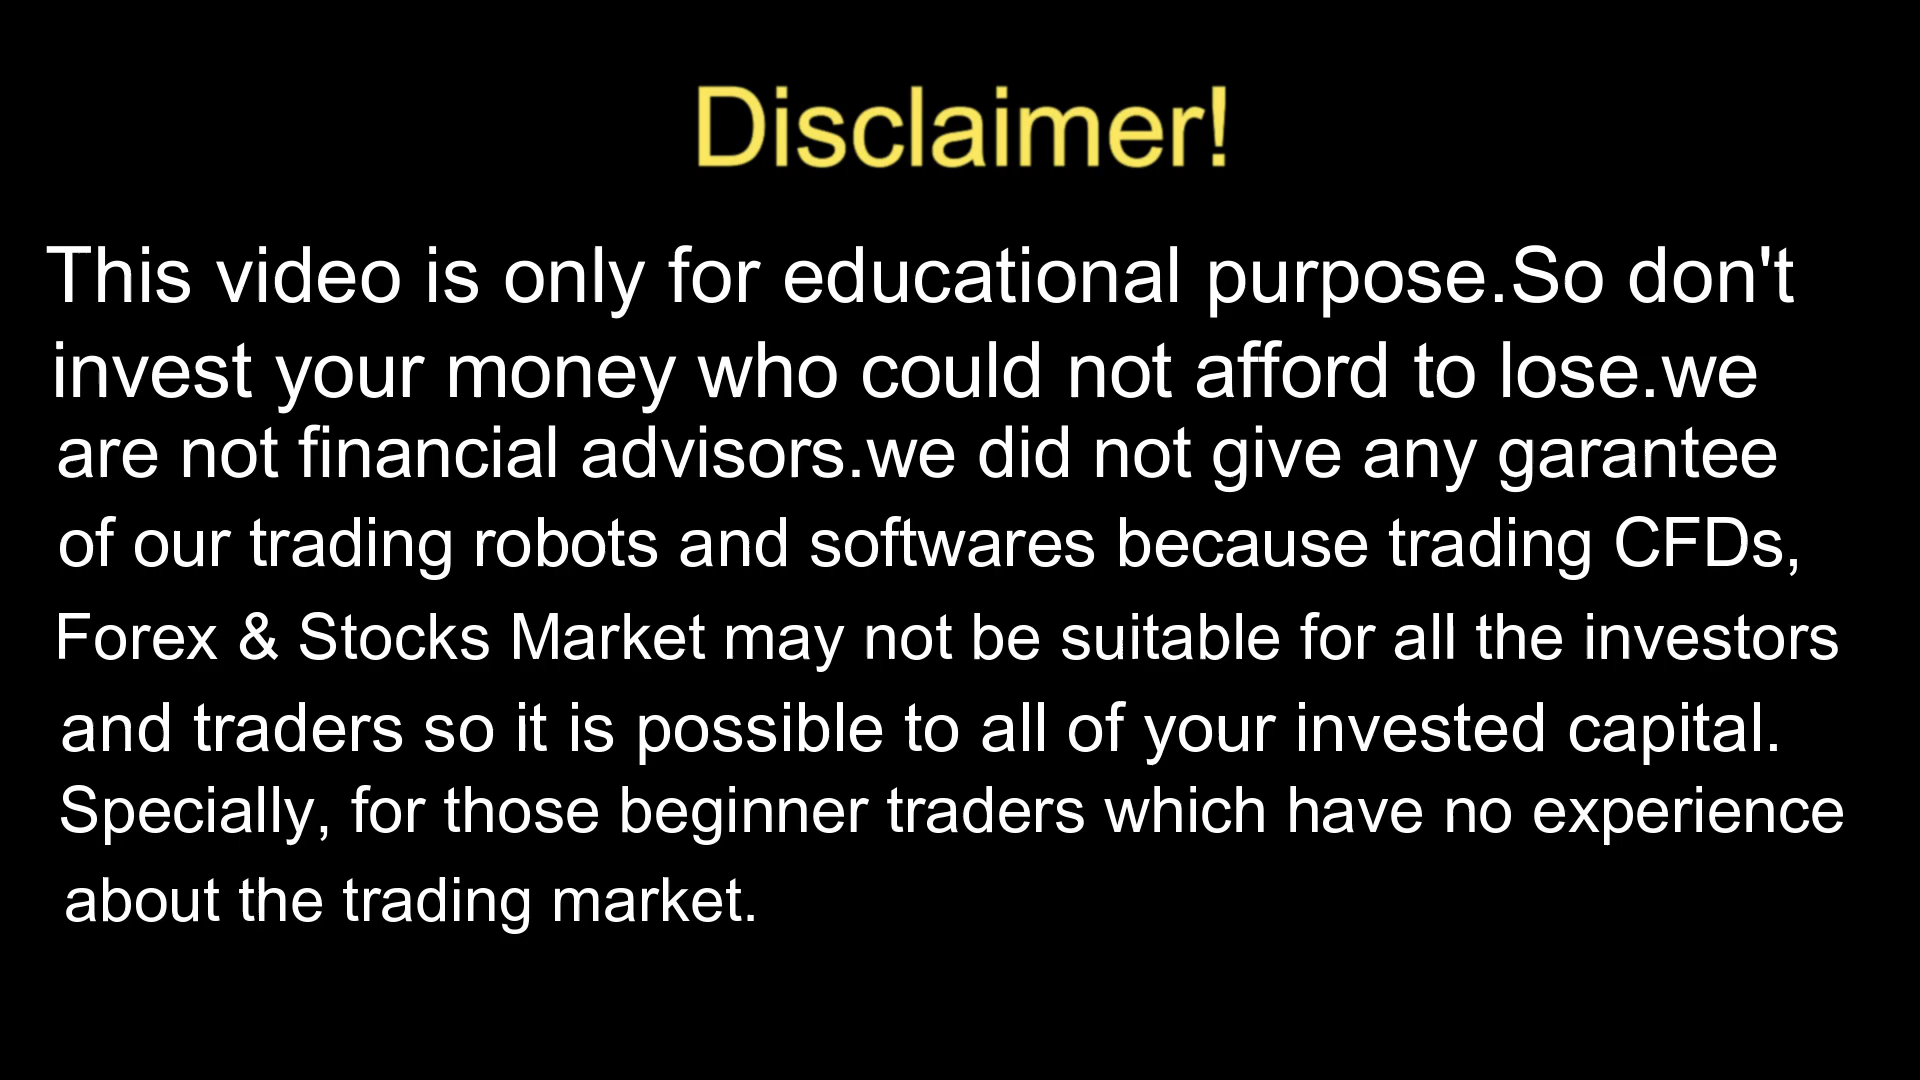 Disclaimer!
This video is only for educational purpose.So don't
invest your money who could not afford to lose.we
are not financial advisors.we did not give any garantee
of our trading robots and softwares because trading CFDs,
Forex & Stocks Market may not be suitable for all the investors
and traders so it is possible to all of your invested capital.
Specially, for those beginner traders which have no experience
about the trading market.